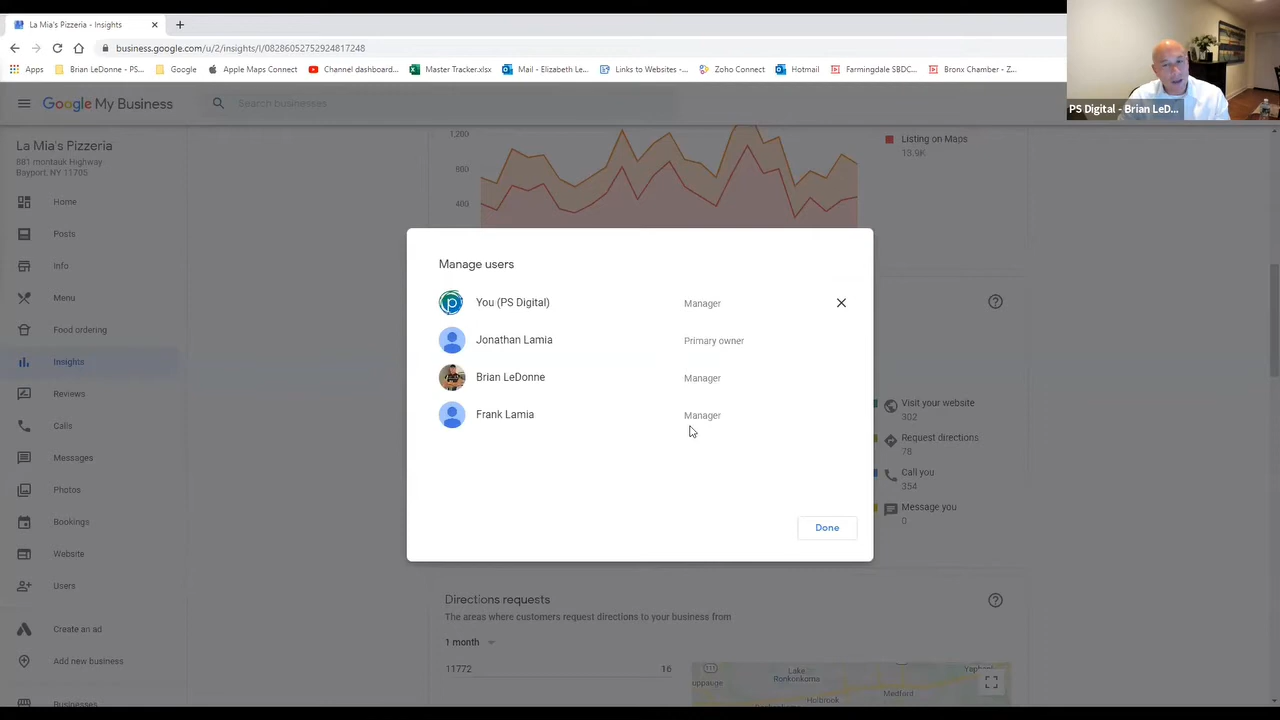 La Mia's Pizzeria - Insights
business.google.com/u/2/insights/l/08286052752924817248
Apps
Brian LeDonne - PS...
Google
Apple Maps Connect
Channel dashboard...
Master Tracker.xlsx
Mail - Elizabeth Le...
Links to Websites -...
Zoho Connect
Hotmail
Farmingdale SBDC...
Bronx Chamber - Z...
PS Digital - Brian LeD...
Google My Business
Search businesses
La Mia's Pizzeria
881 montauk Highway
Bayport, NY 11705
Home
Posts
Info
Menu
Food ordering
Insights
Reviews
Calls
Messages
Photos
Bookings
Website
Users
Create an ad
Add new business
Businesses
1,200
800
400
Listing on Maps
13.9K
Manage users
You (PS Digital)
Manager
Jonathan Lamia
Primary owner
Brian LeDonne
Manager
Frank Lamia
Manager
Done
Visit your website
302
Request directions
78
Call you
354
Message you
0
Directions requests
The areas where customers request directions to your business from
1 month
11772
16
Lake
Ronkonkoma
Holbrook
Medford